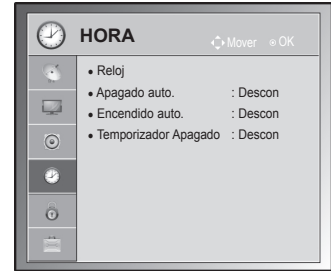 HORA
Mover OK
• Reloj
• Apagado auto. : Descon
• Encendido auto. : Descon
• Temporizador Apagado : Descon